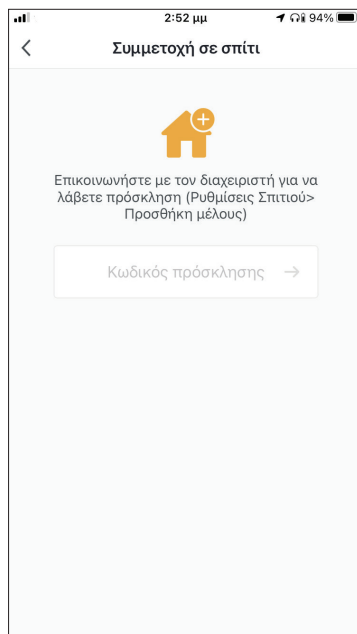 2:52 μμ 94%
Συμμετοχή σε σπίτι
Επικοινωνήστε με τον διαχειριστή για να
λάβετε πρόσκληση (Ρυθμίσεις Σπιτιού>
Προσθήκη μέλους)
Κωδικός πρόσκλησης →